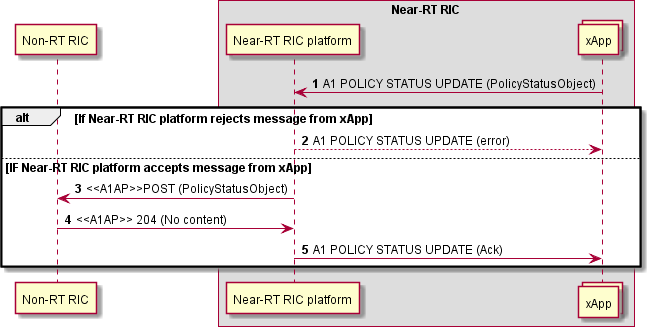 Near-RT RIC
Non-RT RIC
Near-RT RIC platform
xApp
1 A1 POLICY STATUS UPDATE (PolicyStatusObject)
alt [If Near-RT RIC platform rejects message from xApp]
2 A1 POLICY STATUS UPDATE (error)
[IF Near-RT RIC platform accepts message from xApp]
3 <<A1AP>>POST (PolicyStatusObject)
4 <<A1AP>> 204 (No content)
5 A1 POLICY STATUS UPDATE (Ack)
Non-RT RIC
Near-RT RIC platform
xApp